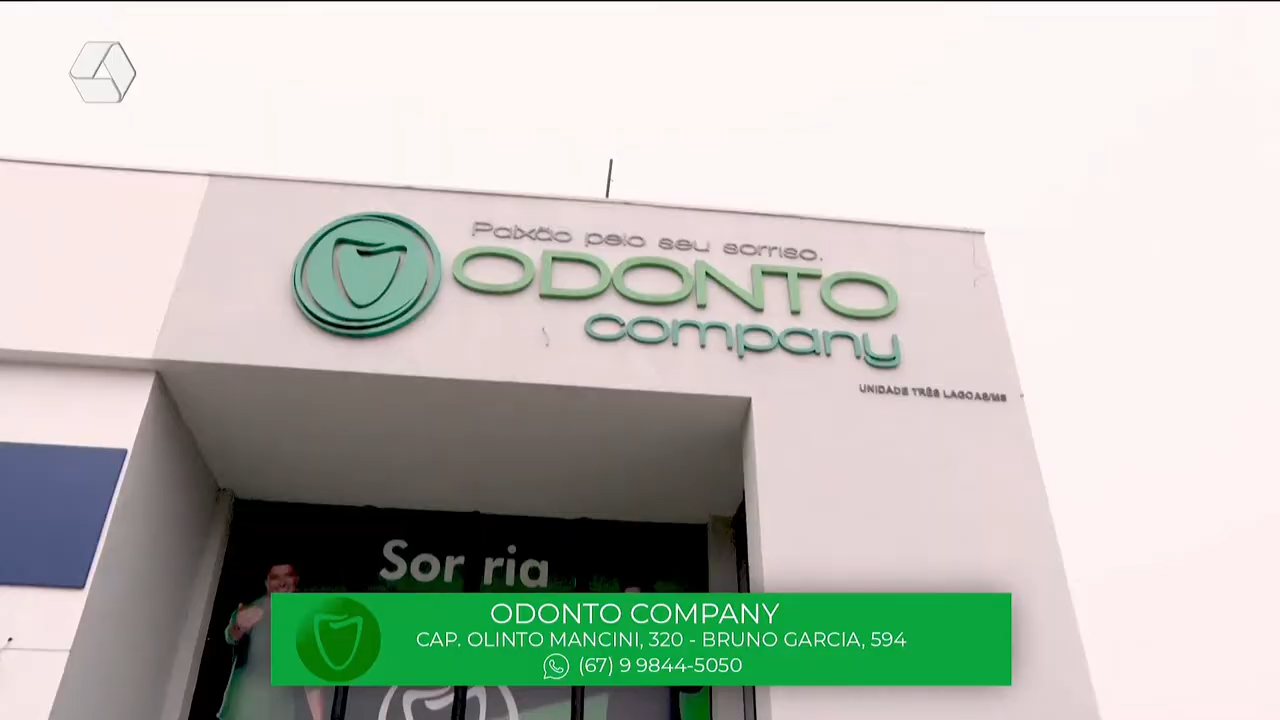 Paixão pelo seu sorriso.
ODONTO
company
UNIDADE TRÊS LAGOAS/MS
Sor ria
ODONTO COMPANY
CAP. OLINTO MANCINI, 320 - BRUNO GARCIA, 594
(67) 9 9844-5050